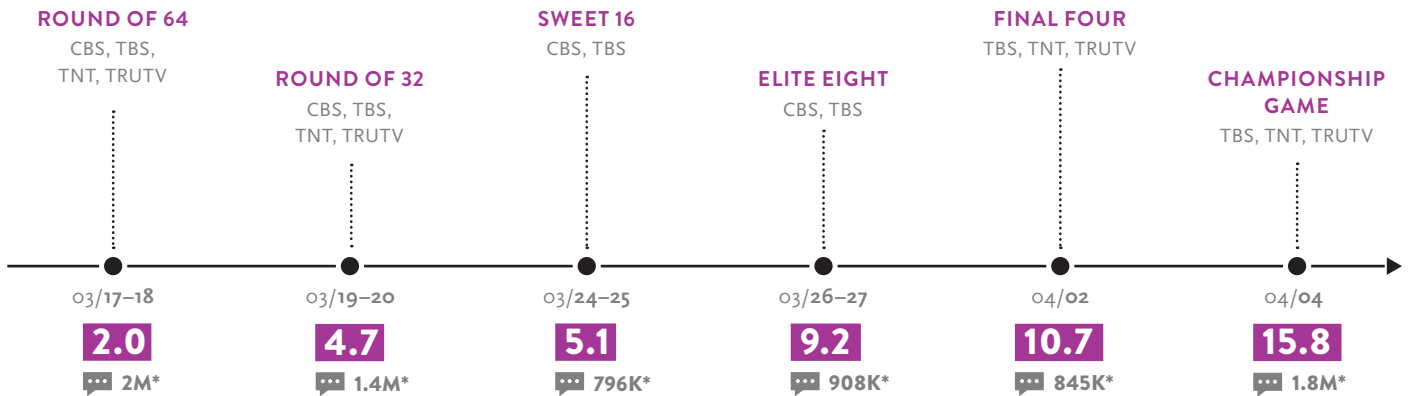 ROUND OF 64
CBS, TBS,
TNT, TRUTV
ROUND OF 32
CBS, TBS,
TNT, TRUTV
SWEET 16
CBS, TBS
ELITE EIGHT
CBS, TBS
FINAL FOUR
TBS, TNT, TRUTV
CHAMPIONSHIP
GAME
TBS, TNT, TRUTV
03/17–18
2.0
2M*
03/19–20
4.7
1.4M*
03/24–25
5.1
796K*
03/26–27
9.2
908K*
04/02
10.7
845K*
04/04
15.8
1.8M*